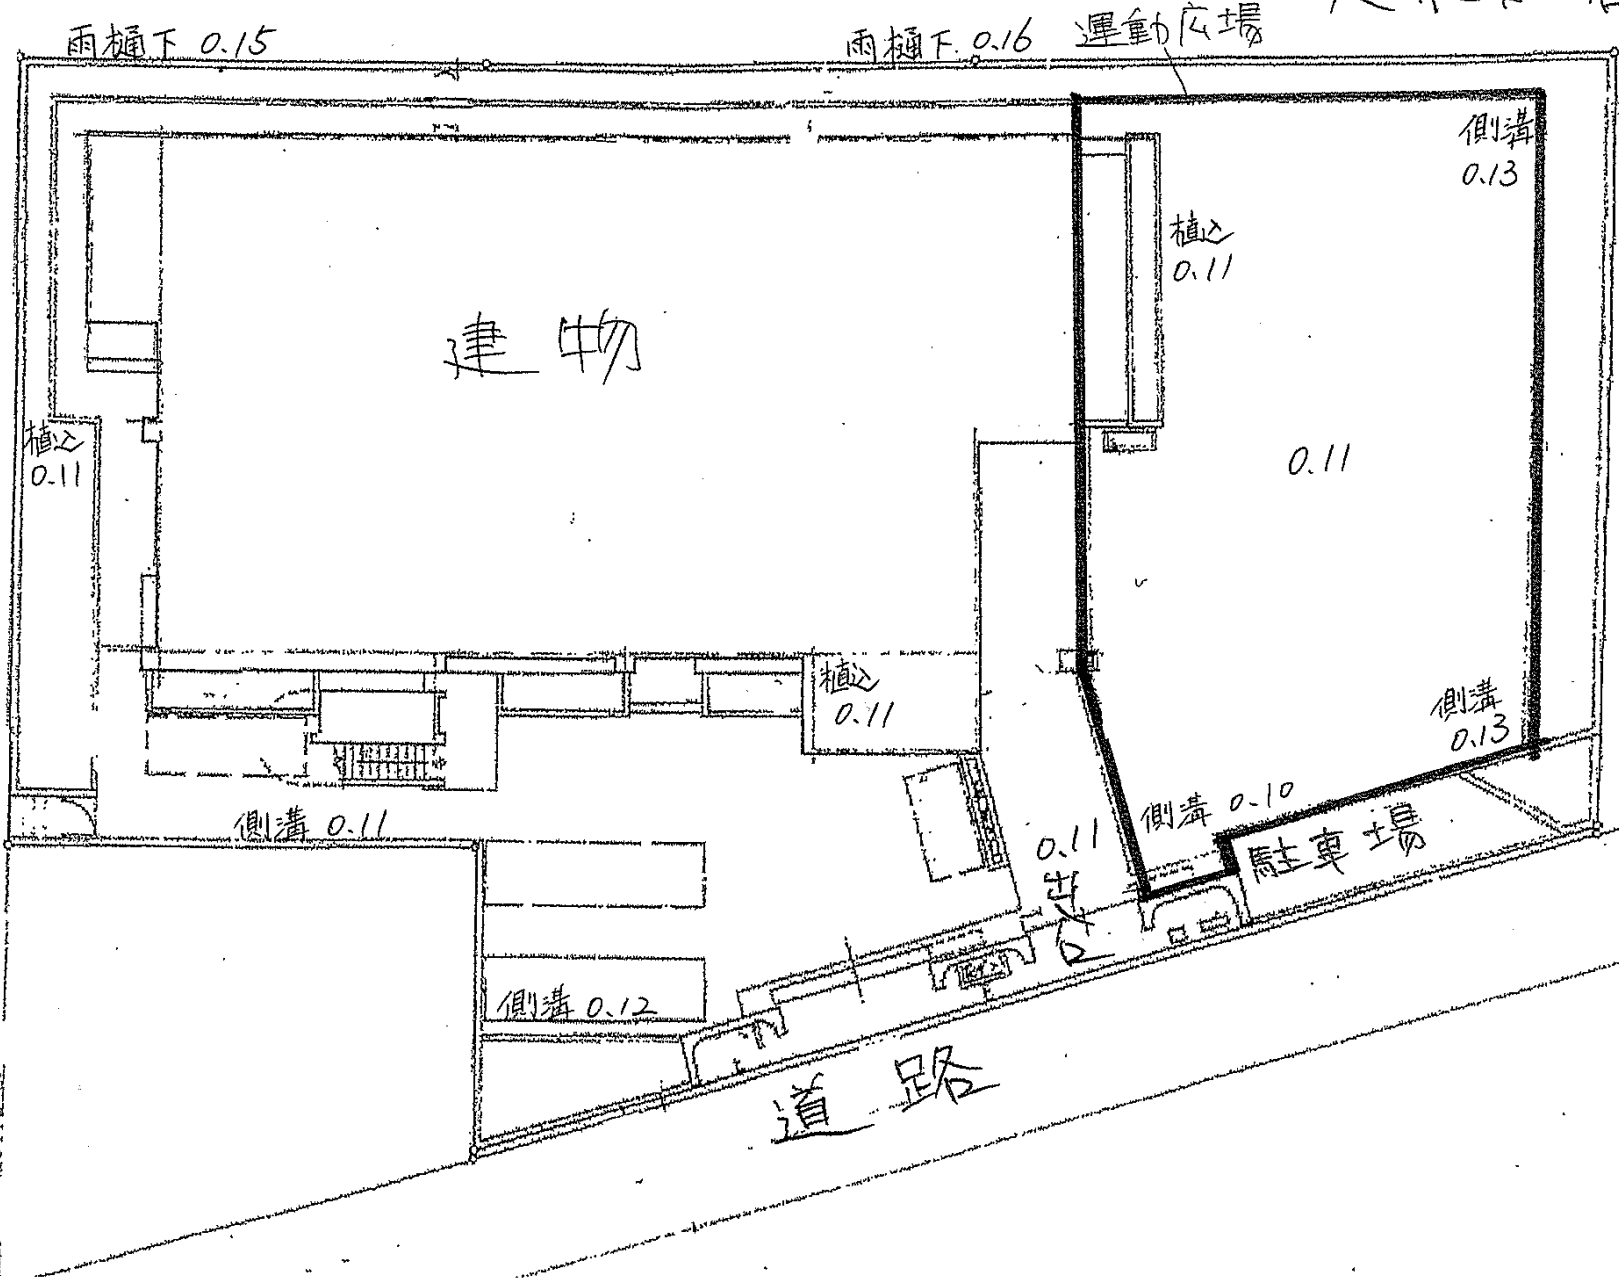 雨樋下 0.15
雨樋下 0.16
運動広場
側溝
0.13
植込
0.11
建物
0.11
植込
0.11
植込
0.11
側溝
0.13
側溝 0.10
側溝 0.11
0.11
出入口
駐車場
側溝 0.12
道路